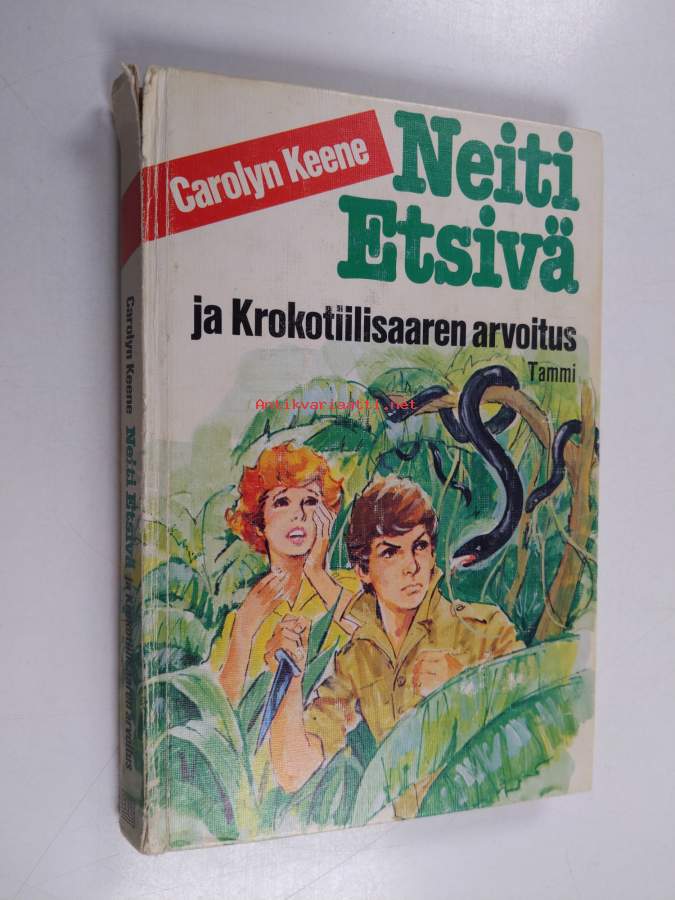 Carolyn Keene
Neiti
Etsivä
ja Krokotiilisaaren arvoitus
Tammi
Antikvariaatti.net
Carolyn Keene Neiti Etsivä ja Krokotiilisaaren arvoitus